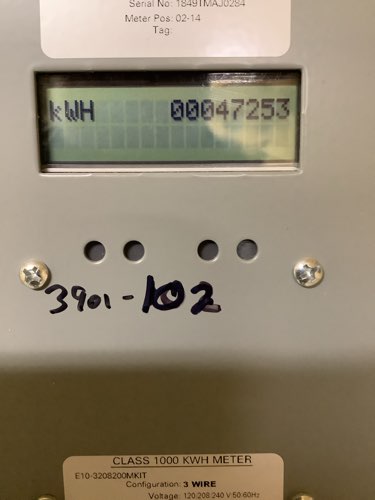 Serial No: 1849TMAJ0284
Meter Pos: 02-14
Tag:
kWH 00047253
3901-102
CLASS 1000 KWH METER
E10-3208200MKIT
Configuration: 3 WIRE
Voltage: 120/208/240 V:50.60Hz